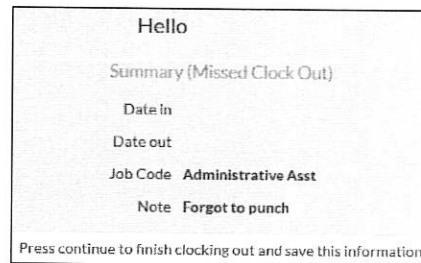 Hello
Summary (Missed Clock Out)
Date in
Date out
Job Code Administrative Asst
Note Forgot to punch
Press continue to finish clocking out and save this information